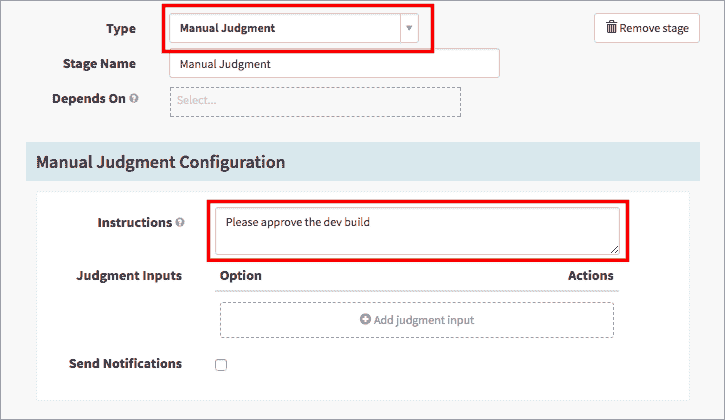 Type Manual Judgment Remove stage
Stage Name Manual Judgment
Depends On Select...
Manual Judgment Configuration
Instructions Please approve the dev build
Judgment Inputs Option Actions
Add judgment input
Send Notifications